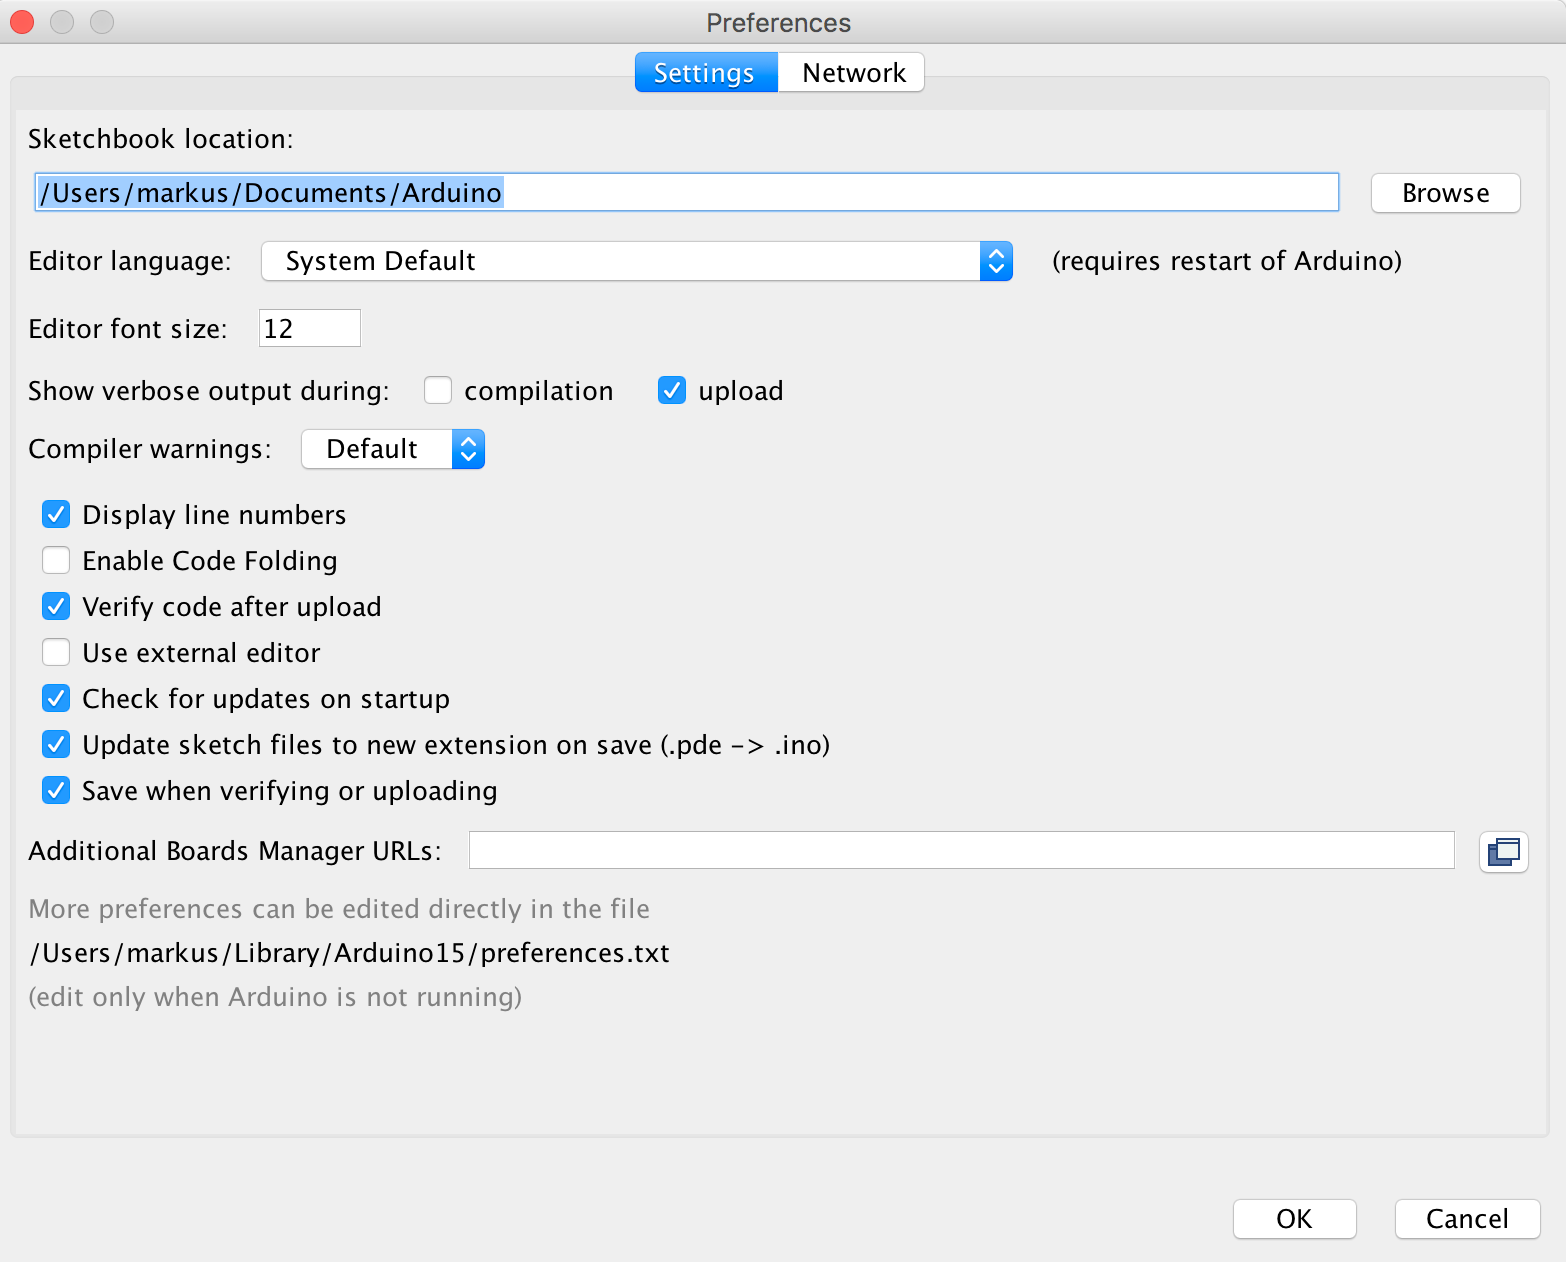 Preferences
Settings Network
Sketchbook location:
/Users/markus/Documents/Arduino Browse
Editor language: System Default (requires restart of Arduino)
Editor font size: 12
Show verbose output during: compilation upload
Compiler warnings: Default
Display line numbers
Enable Code Folding
Verify code after upload
Use external editor
Check for updates on startup
Update sketch files to new extension on save (.pde -> .ino)
Save when verifying or uploading
Additional Boards Manager URLs:
More preferences can be edited directly in the file
/Users/markus/Library/Arduino15/preferences.txt
(edit only when Arduino is not running)
OK Cancel